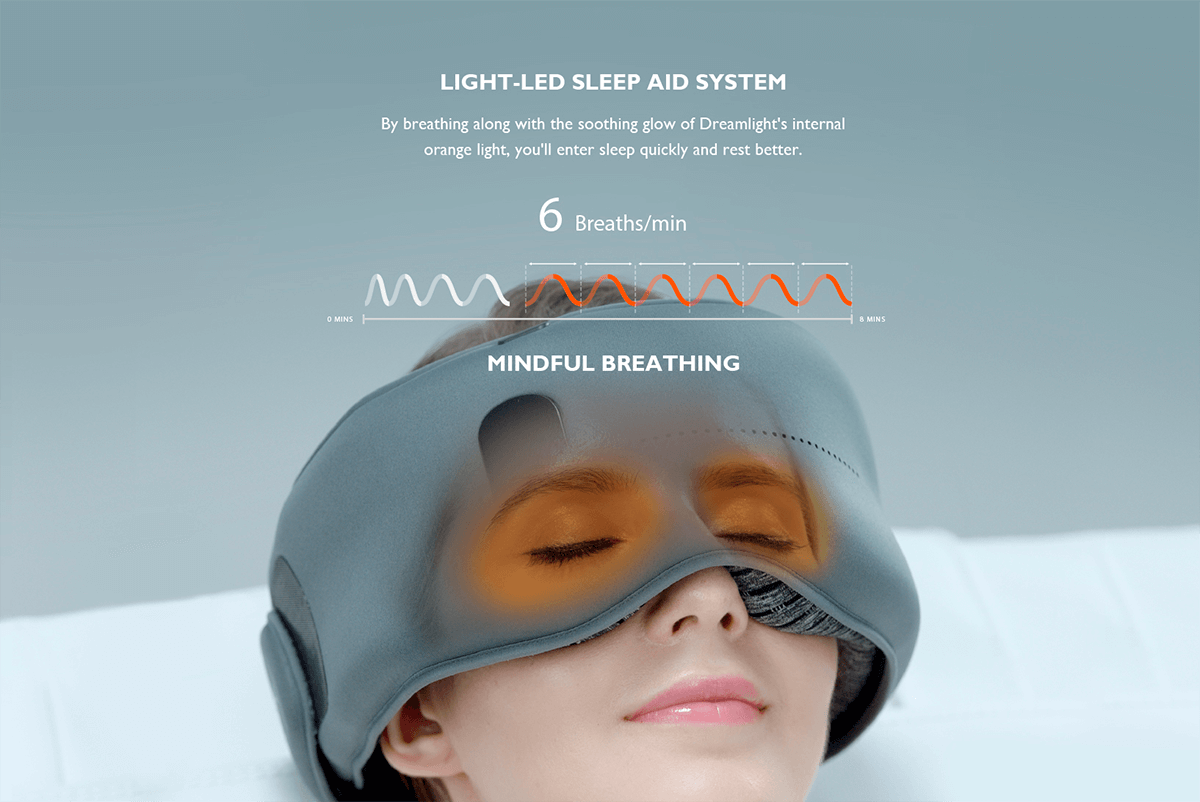 LIGHT-LED SLEEP AID SYSTEM
By breathing along with the soothing glow of Dreamlight's internal
orange light, you'll enter sleep quickly and rest better.
6 Breaths/min
0 MINS
8 MINS
MINDFUL BREATHING